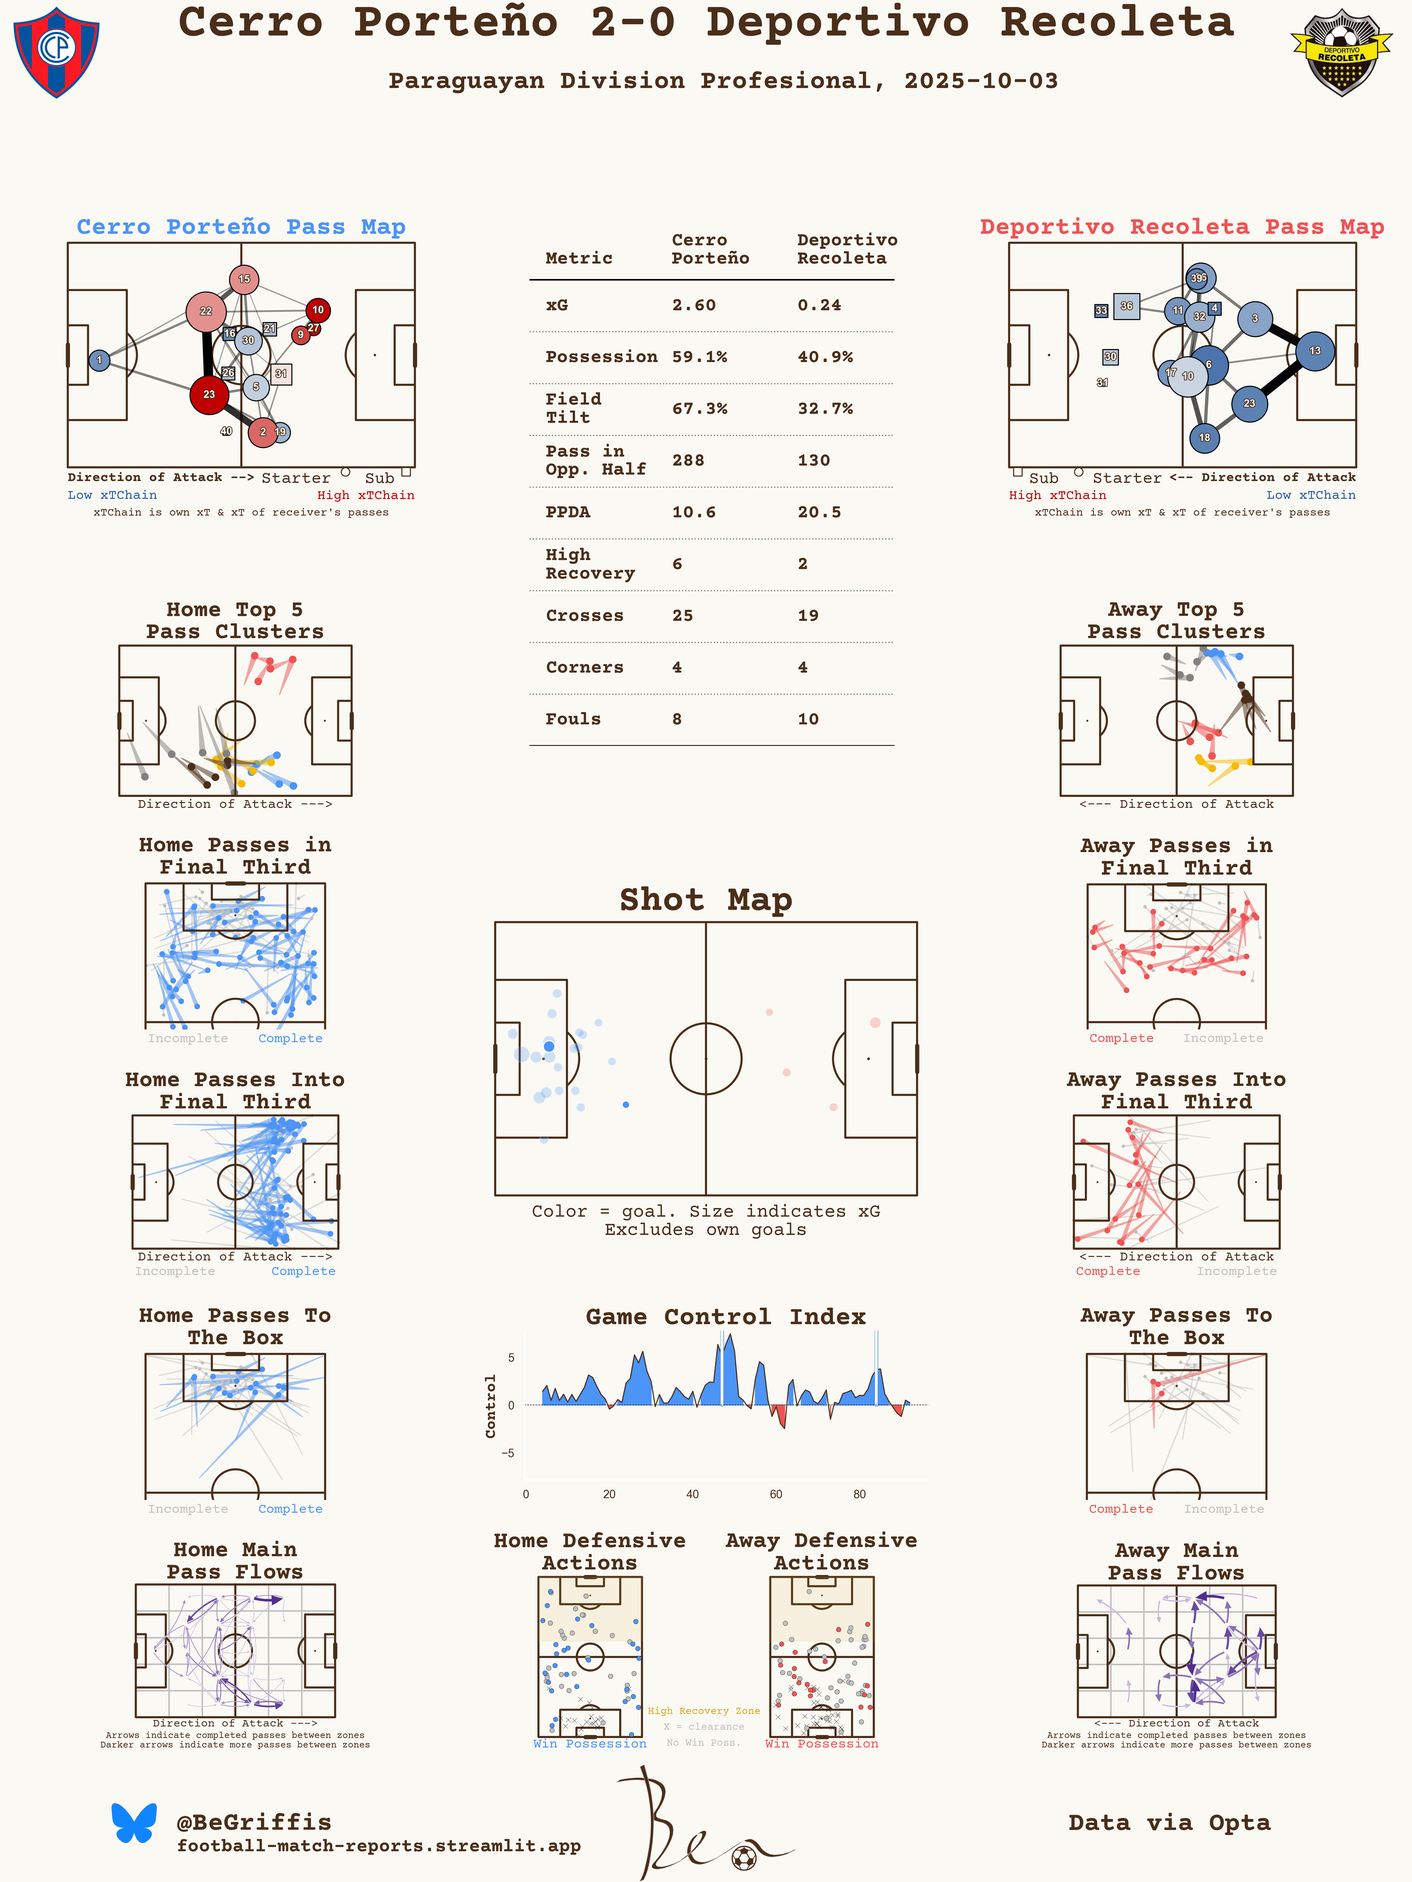 Cerro Porteño 2-0 Deportivo Recoleta
Paraguayan Division Profesional, 2025-10-03
CP
DEPORTIVO
RECOLETA
Cerro Porteño Pass Map
15
22
10
27
9
16
21
30
1
26
31
5
23
40
2
19
Direction of Attack --> Starter Sub
Low xTChain High xTChain
xTChain is own xT & xT of receiver's passes
Metric Cerro Porteño Deportivo Recoleta
xG 2.60 0.24
Possession 59.1% 40.9%
Field Tilt 67.3% 32.7%
Pass in Opp. Half 288 130
PPDA 10.6 20.5
High Recovery 6 2
Crosses 25 19
Corners 4 4
Fouls 8 10
Deportivo Recoleta Pass Map
39
36
33
11
4
32
3
13
30
6
17
10
31
23
18
Sub Starter <-- Direction of Attack
High xTChain Low xTChain
xTChain is own xT & xT of receiver's passes
Home Top 5
Pass Clusters
Direction of Attack --->
Away Top 5
Pass Clusters
<--- Direction of Attack
Home Passes in
Final Third
Incomplete Complete
Away Passes in
Final Third
Complete Incomplete
Shot Map
Color = goal. Size indicates xG
Excludes own goals
Home Passes Into
Final Third
Direction of Attack --->
Incomplete Complete
Away Passes Into
Final Third
<--- Direction of Attack
Complete Incomplete
Home Passes To
The Box
Incomplete Complete
Game Control Index
Control
5
0
−5
0 20 40 60 80
Away Passes To
The Box
Complete Incomplete
Home Main
Pass Flows
Direction of Attack --->
Arrows indicate completed passes between zones
Darker arrows indicate more passes between zones
Home Defensive
Actions
Win Possession
Away Defensive
Actions
Win Possession
High Recovery Zone
X = clearance
No Win Poss.
Away Main
Pass Flows
<--- Direction of Attack
Arrows indicate completed passes between zones
Darker arrows indicate more passes between zones
@BeGriffis
football-match-reports.streamlit.app
Ben
Data via Opta